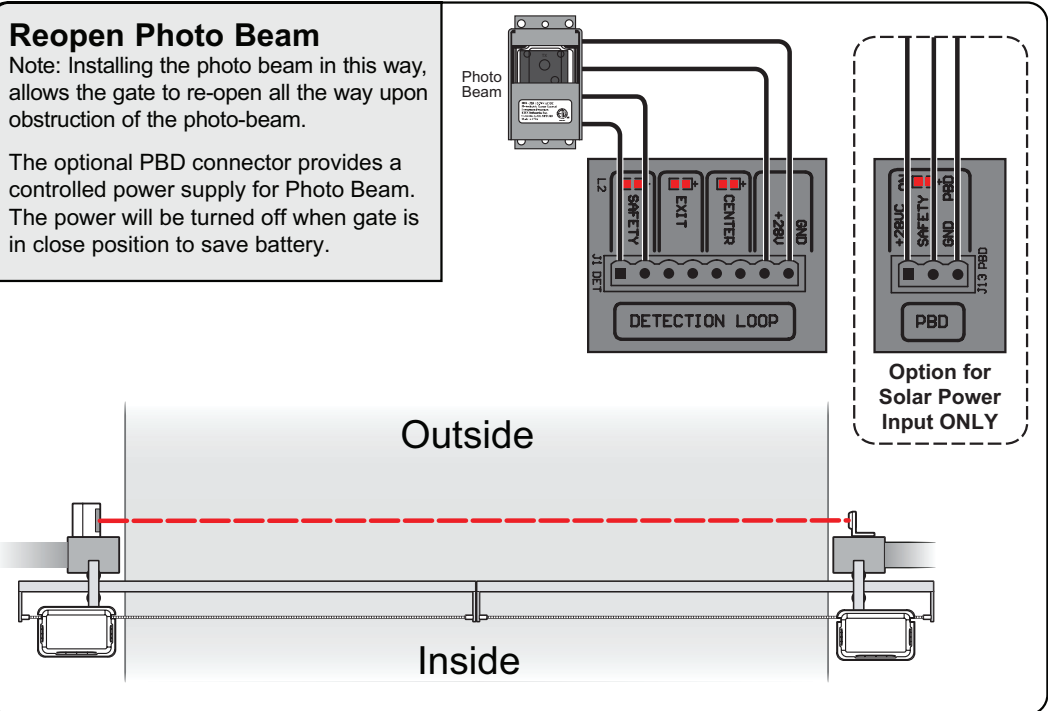 Reopen Photo Beam
Note: Installing the photo beam in this way,
allows the gate to re-open all the way upon
obstruction of the photo-beam.
The optional PBD connector provides a
controlled power supply for Photo Beam.
The power will be turned off when gate is
in close position to save battery.
Photo
Beam
L2
SAFETY
EXIT
CENTER
+28V
GND
J1 DET
DETECTION LOOP
SAFETY
GND PBD
J13 PBD
PBD
Option for
Solar Power
Input ONLY
Outside
Inside